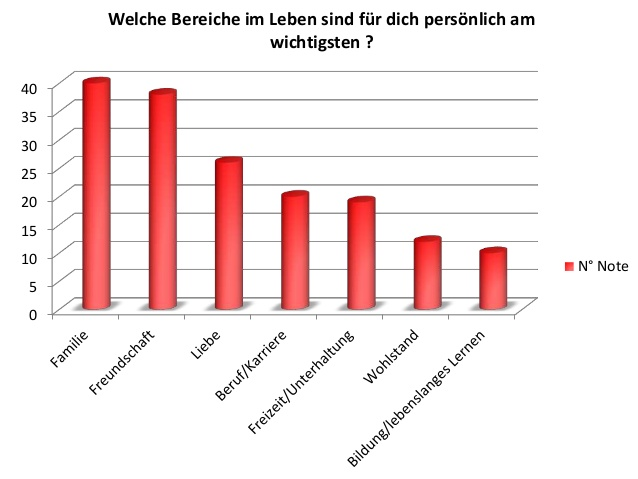 Welche Bereiche im Leben sind für dich persönlich am
wichtigsten ?
40
35
30
25
20
15
10
5
0
Familie
Freundschaft
Liebe
Beruf/Karriere
Freizeit/Unterhaltung
Wohlstand
Bildung/lebenslanges Lernen
N° Note